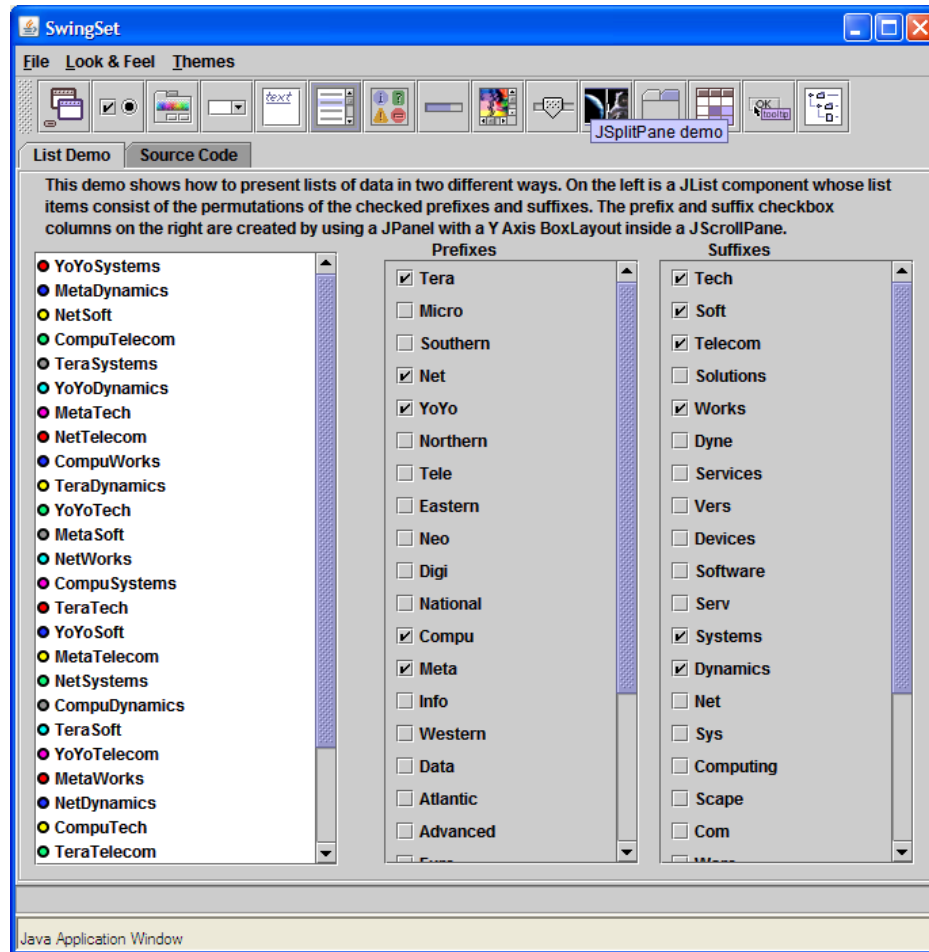 SwingSet
File Look & Feel Themes
text
OK
tooltip
JSplitPane demo
List Demo Source Code
This demo shows how to present lists of data in two different ways. On the left is a JList component whose list
items consist of the permutations of the checked prefixes and suffixes. The prefix and suffix checkbox
columns on the right are created by using a JPanel with a Y Axis BoxLayout inside a JScrollPane.
YoYoSystems
MetaDynamics
NetSoft
CompuTelecom
TeraSystems
YoYoDynamics
MetaTech
NetTelecom
CompuWorks
TeraDynamics
YoYoTech
MetaSoft
NetWorks
CompuSystems
TeraTech
YoYoSoft
MetaTelecom
NetSystems
CompuDynamics
TeraSoft
YoYoTelecom
MetaWorks
NetDynamics
CompuTech
TeraTelecom
Prefixes
Tera
Micro
Southern
Net
YoYo
Northern
Tele
Eastern
Neo
Digi
National
Compu
Meta
Info
Western
Data
Atlantic
Advanced
Suffixes
Tech
Soft
Telecom
Solutions
Works
Dyne
Services
Vers
Devices
Software
Serv
Systems
Dynamics
Net
Sys
Computing
Scape
Com
Java Application Window